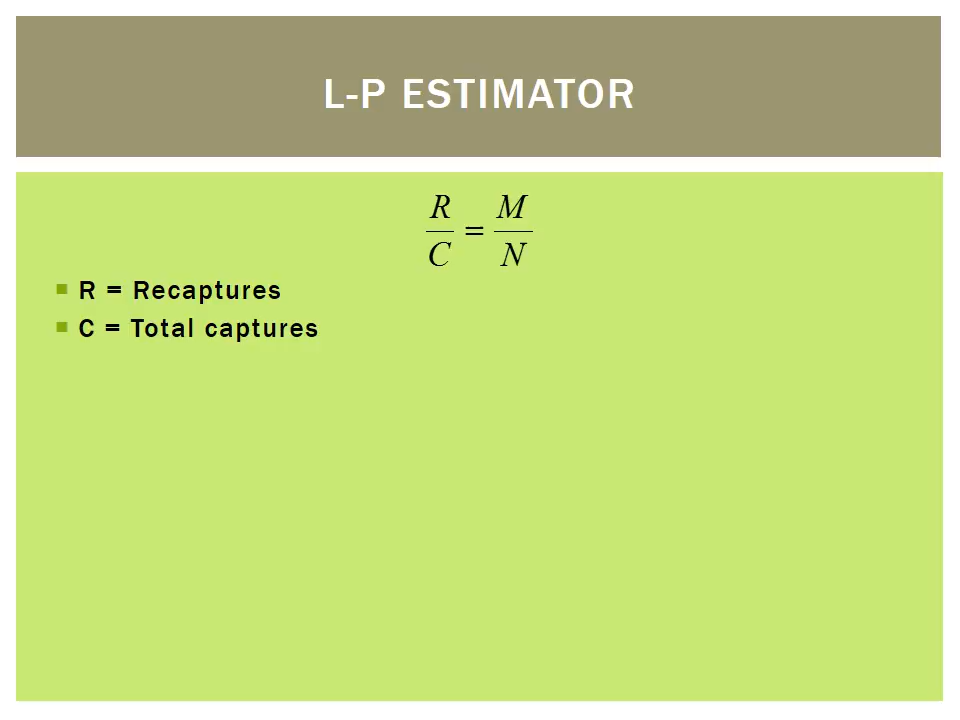 L-P ESTIMATOR
R/C = M/N
R = Recaptures
C = Total captures